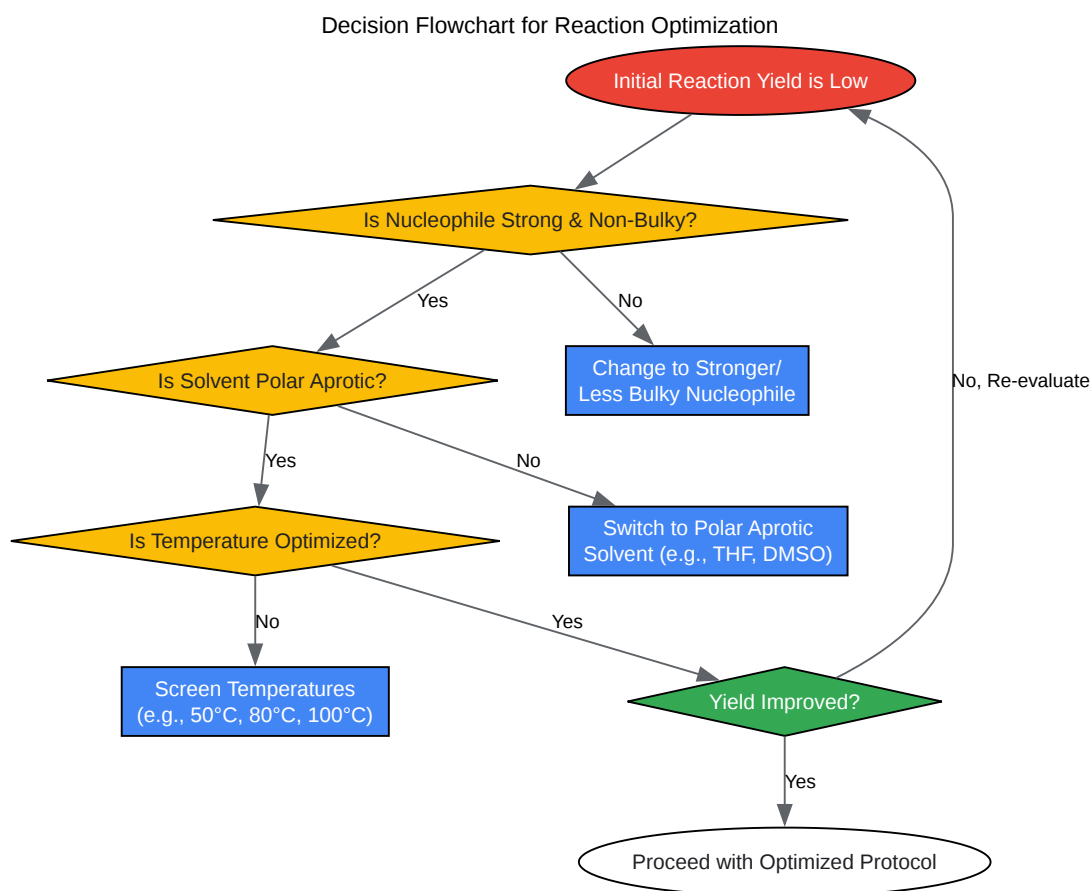 Decision Flowchart for Reaction Optimization
Initial Reaction Yield is Low
Is Nucleophile Strong & Non-Bulky?
Yes
No
Is Solvent Polar Aprotic?
Change to Stronger/
Less Bulky Nucleophile
No, Re-evaluate
Yes
No
Is Temperature Optimized?
Switch to Polar Aprotic
Solvent (e.g., THF, DMSO)
No
Yes
Screen Temperatures
(e.g., 50°C, 80°C, 100°C)
Yield Improved?
Yes
Proceed with Optimized Protocol